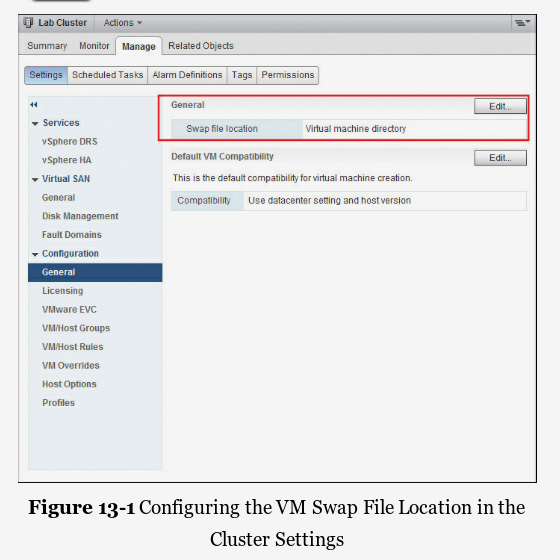 Lab Cluster Actions
Summary Monitor Manage Related Objects
Settings Scheduled Tasks Alarm Definitions Tags Permissions
Services
vSphere DRS
vSphere HA
Virtual SAN
General
Disk Management
Fault Domains
Configuration
General
Licensing
VMware EVC
VM/Host Groups
VM/Host Rules
VM Overrides
Host Options
Profiles
General Edit...
Swap file location Virtual machine directory
Default VM Compatibility Edit...
This is the default compatibility for virtual machine creation.
Compatibility Use datacenter setting and host version
Figure 13-1 Configuring the VM Swap File Location in the
Cluster Settings